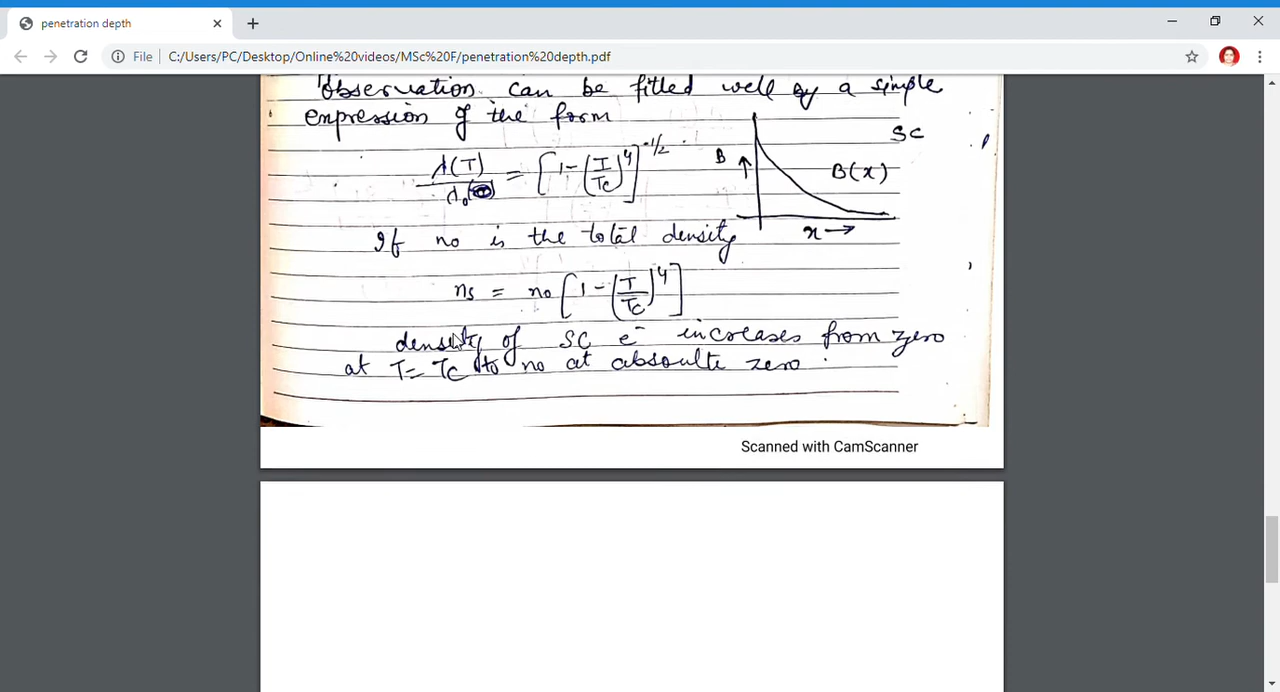 penetration depth
File C:/Users/PC/Desktop/Online%20videos/MSc%20F/penetration%20depth.pdf
Observation can be fitted well by a simple
expression of the form
λ(T)/λ₀ = [1-(T/Tc)^4]^-1/2 .
SC
B
B(x)
x →
If no is the total density
ns = no [1-(T/Tc)^4]
density of SC e⁻ increases from zero
at T= Tc to no at absoulte zero .
Scanned with CamScanner